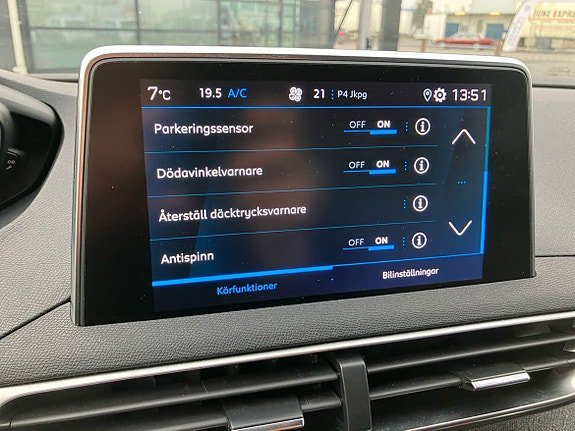 7°C 19.5 A/C 21 P4 Jkpg 13:51
Parkeringssensor OFF ON
Dödavinkelvarnare OFF ON
Återställ däcktrycksvarnare
Antispinn OFF ON
Körfunktioner Bilinställningar